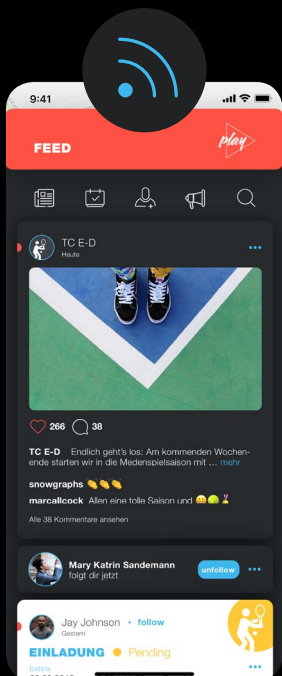 9:41
FEED
play
TC E-D
Heute
266
38
TC E-D Endlich geht's los: Am kommenden Wochen-
ende starten wir in die Medenspielsaison mit ... mehr
snowgraphs 👏👏👏
marcallcock Allen eine tolle Saison und
Alle 38 Kommentare ansehen
Mary Katrin Sandemann
folgt dir jetzt
unfollow
Jay Johnson • follow
Gestern
EINLADUNG Pending
Details